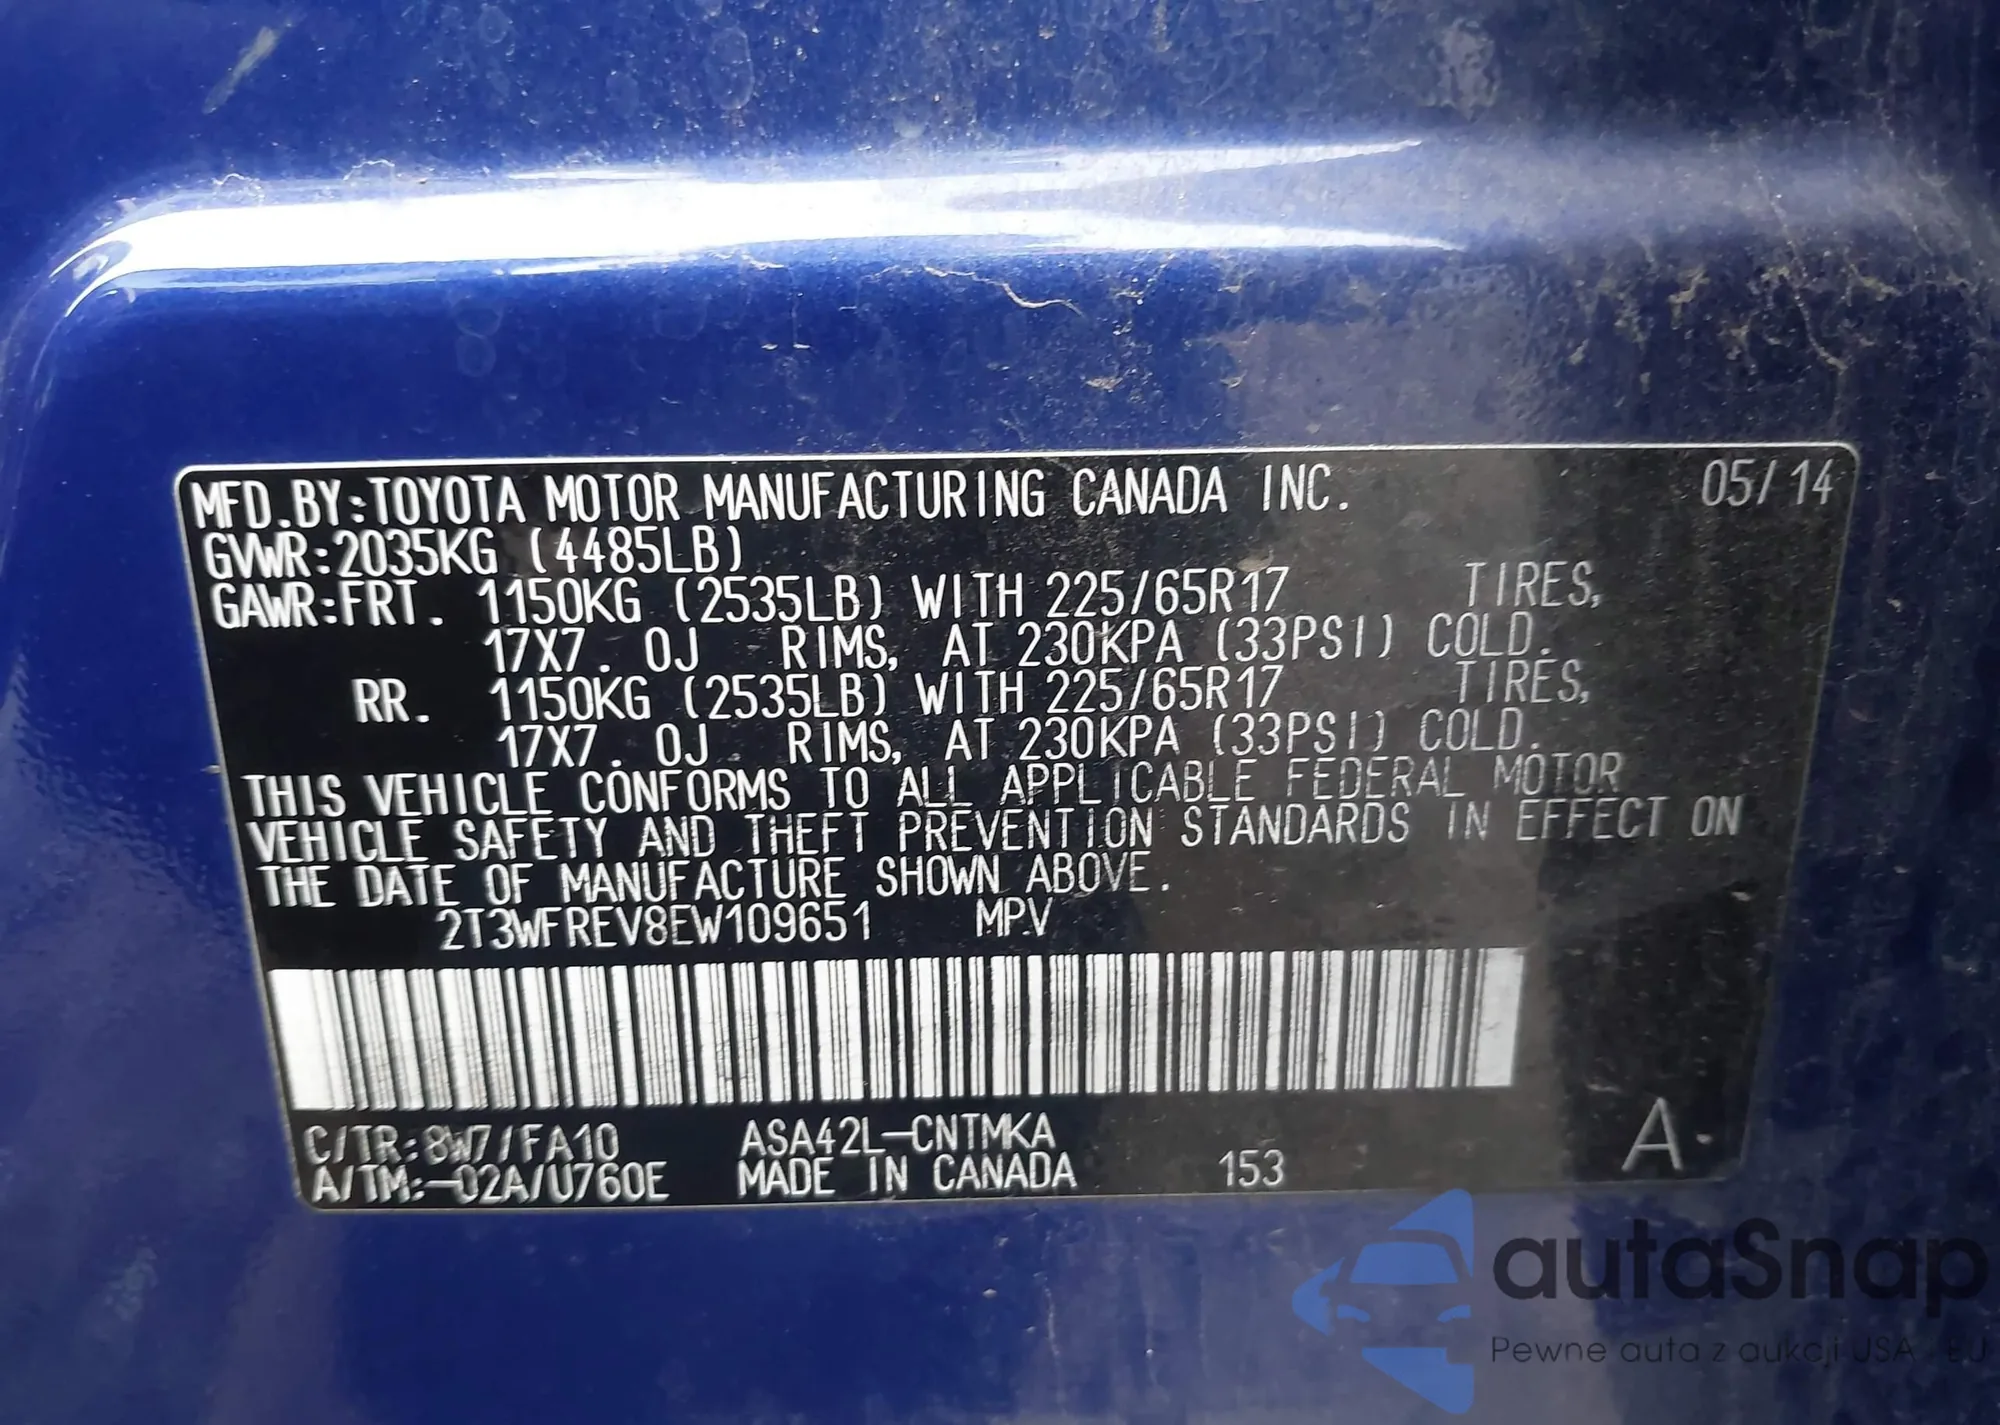 MFD.BY:TOYOTA MOTOR MANUFACTURING CANADA INC. 05/14
GVWR:2035KG (4485LB)
GAWR:FRT. 1150KG (2535LB) WITH 225/65R17 TIRES,
17X7.0J RIMS, AT 230KPA (33PSI) COLD.
RR. 1150KG (2535LB) WITH 225/65R17 TIRES,
17X7.0J RIMS, AT 230KPA (33PSI) COLD.
THIS VEHICLE CONFORMS TO ALL APPLICABLE FEDERAL MOTOR
VEHICLE SAFETY AND THEFT PREVENTION STANDARDS IN EFFECT ON
THE DATE OF MANUFACTURE SHOWN ABOVE.
2T3WFREV8EW109651 MPV
C/TR:8W7/FA10 ASA42L-CNTMKA
A/TM:-02A/U760E MADE IN CANADA 153 A
autaSnap
Pewne auta z aukcji USA - EU